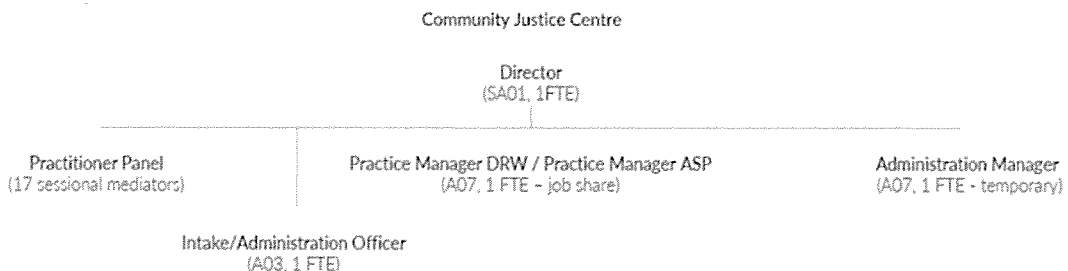 Community Justice Centre
Director
(SA01, 1FTE)
Practitioner Panel
(17 sessional mediators)
Practice Manager DRW / Practice Manager ASP
(A07, 1 FTE – job share)
Administration Manager
(A07, 1 FTE - temporary)
Intake/Administration Officer
(A03, 1 FTE)